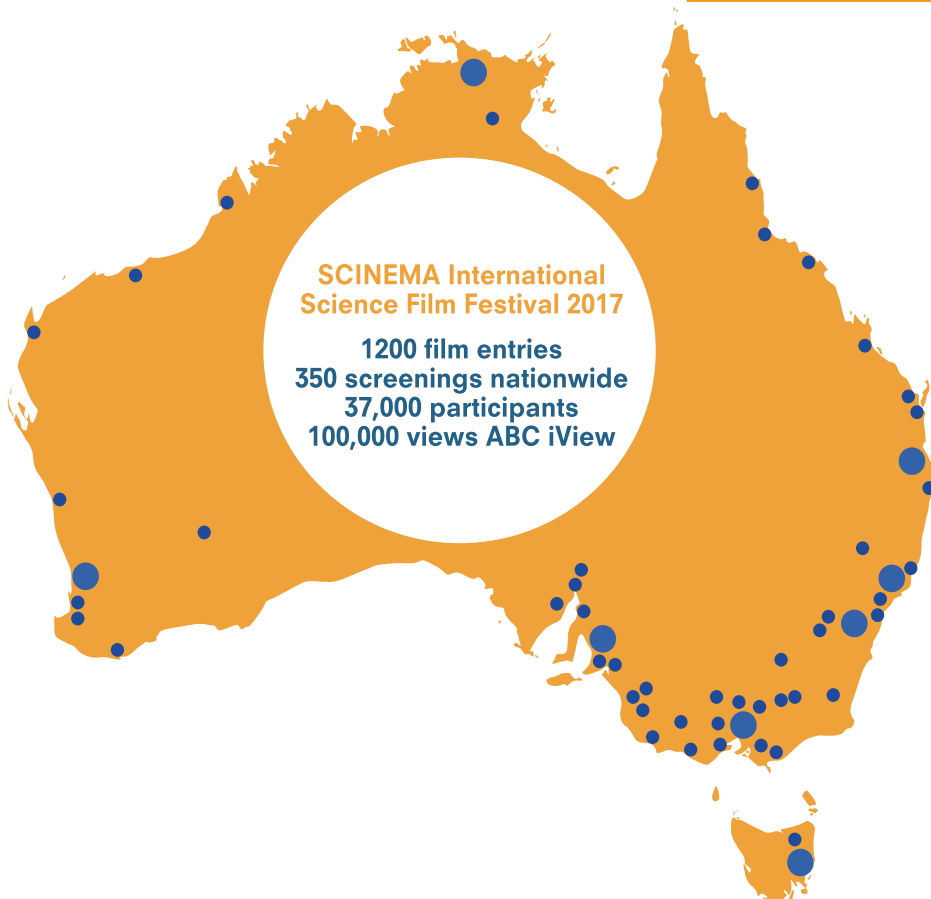 SCINEMA International
Science Film Festival 2017
1200 film entries
350 screenings nationwide
37,000 participants
100,000 views ABC iView